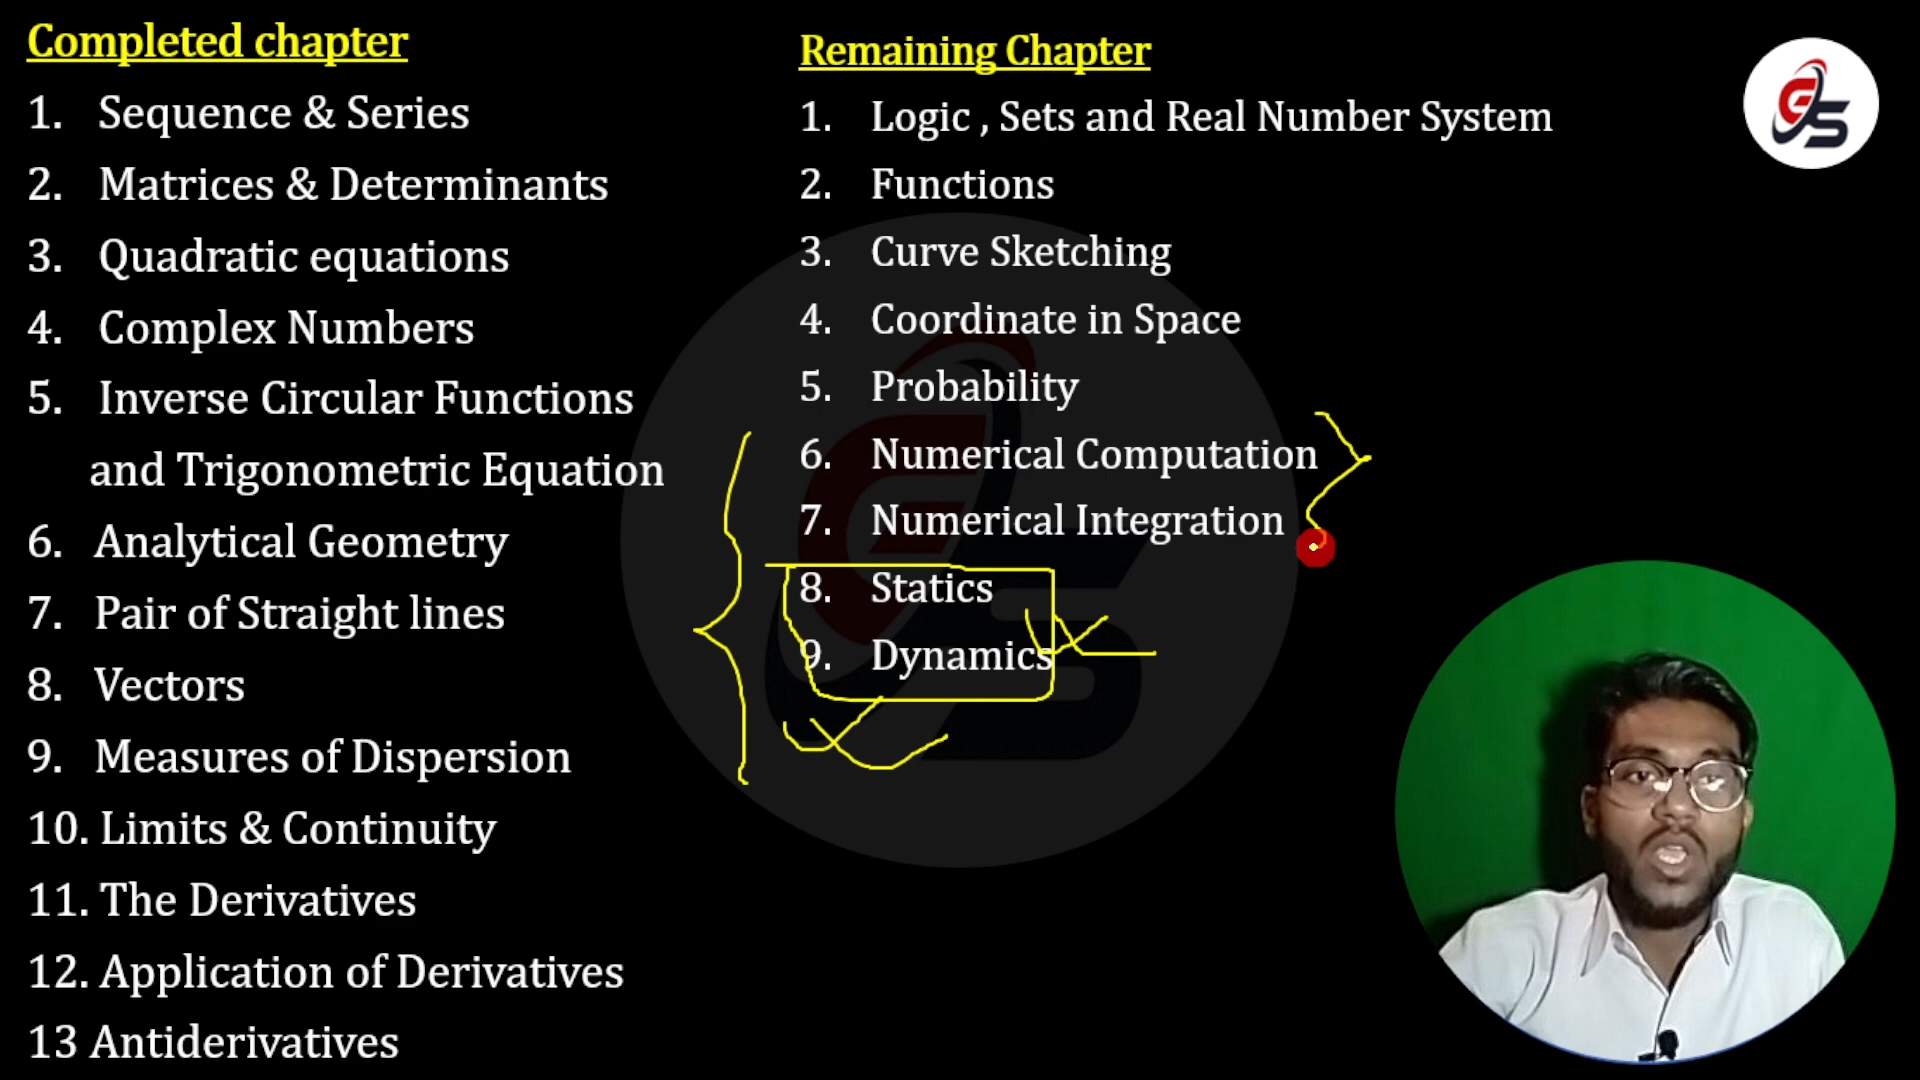 Completed chapter
1. Sequence & Series
2. Matrices & Determinants
3. Quadratic equations
4. Complex Numbers
5. Inverse Circular Functions
and Trigonometric Equation
6. Analytical Geometry
7. Pair of Straight lines
8. Vectors
9. Measures of Dispersion
10. Limits & Continuity
11. The Derivatives
12. Application of Derivatives
13 Antiderivatives
Remaining Chapter
1. Logic , Sets and Real Number System
2. Functions
3. Curve Sketching
4. Coordinate in Space
5. Probability
6. Numerical Computation
7. Numerical Integration
8. Statics
9. Dynamics
ES